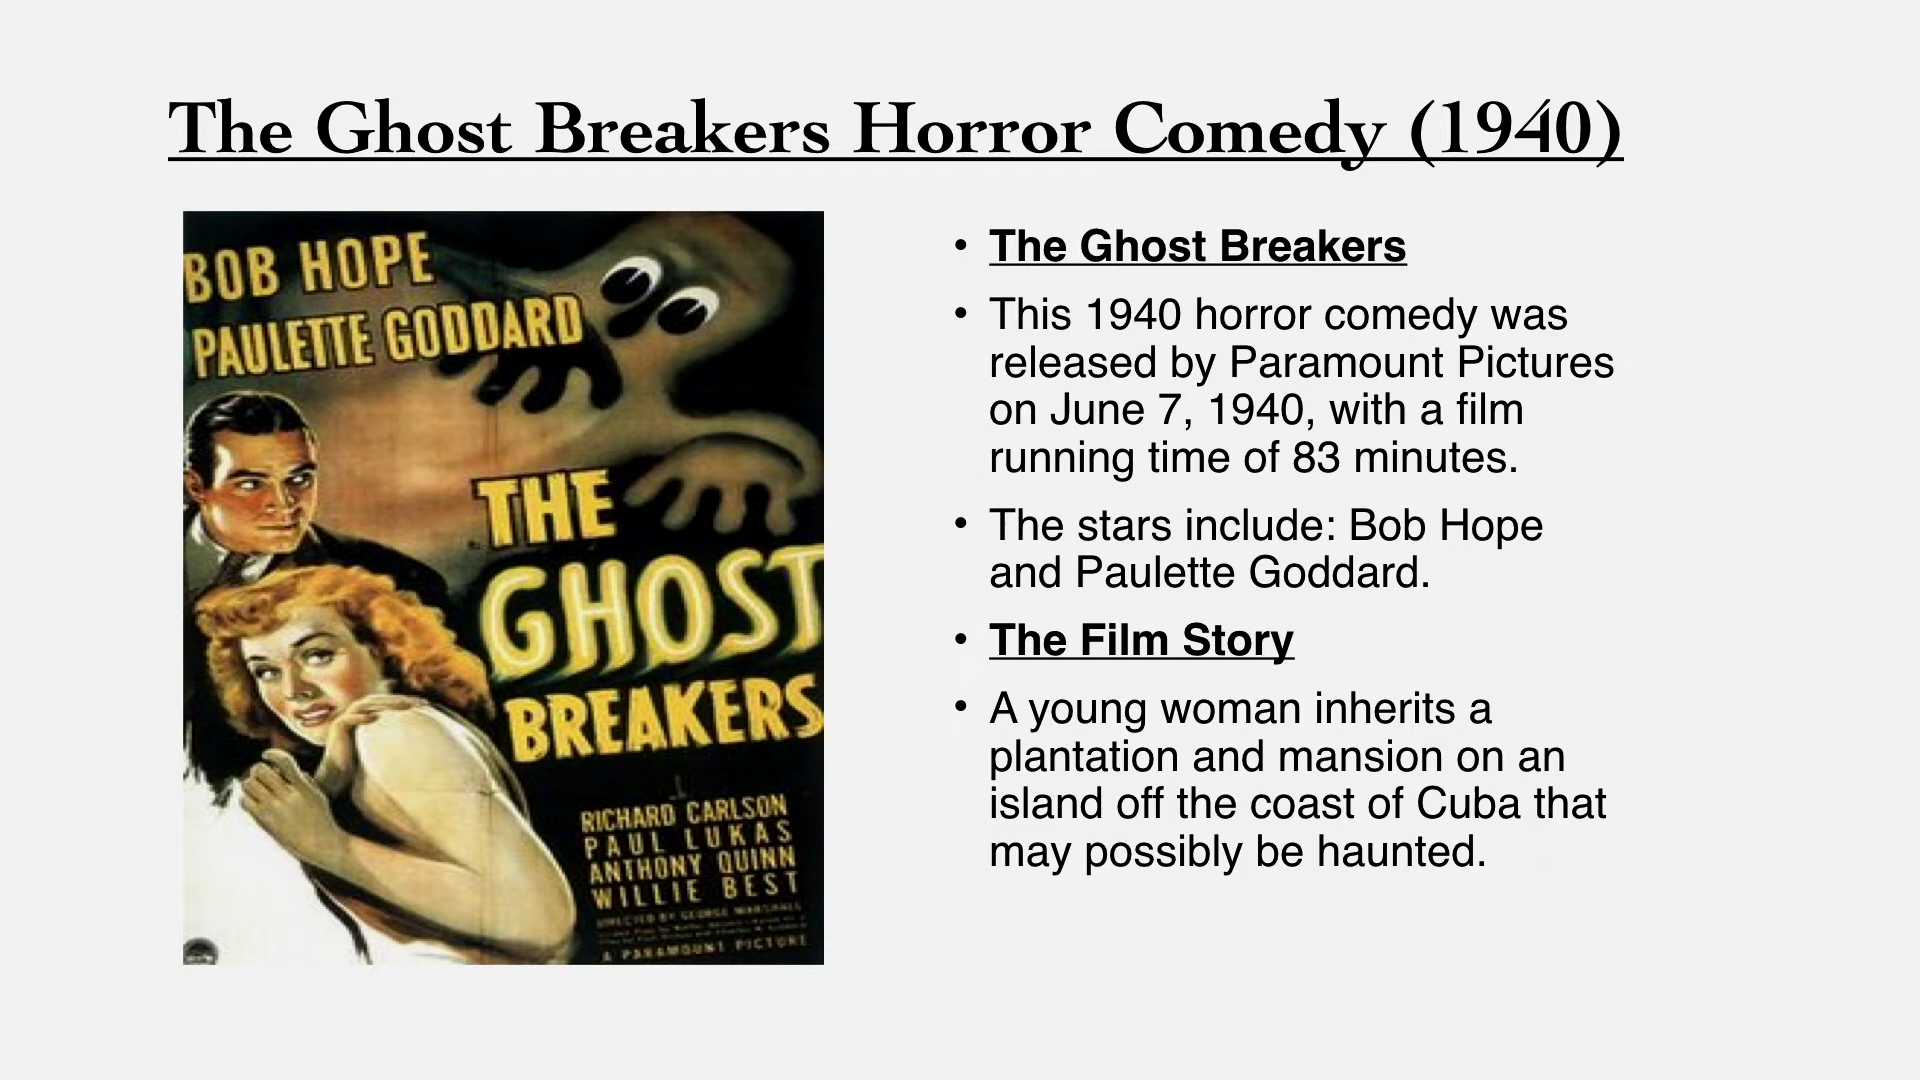 The Ghost Breakers Horror Comedy (1940)
BOB HOPE
PAULETTE GODDARD
THE
GHOST
BREAKERS
RICHARD CARLSON
PAUL LUKAS
ANTHONY QUINN
WILLIE BEST
DIRECTED BY GEORGE MARSHALL
A PARAMOUNT PICTURE
• The Ghost Breakers
• This 1940 horror comedy was
released by Paramount Pictures
on June 7, 1940, with a film
running time of 83 minutes.
• The stars include: Bob Hope
and Paulette Goddard.
• The Film Story
• A young woman inherits a
plantation and mansion on an
island off the coast of Cuba that
may possibly be haunted.